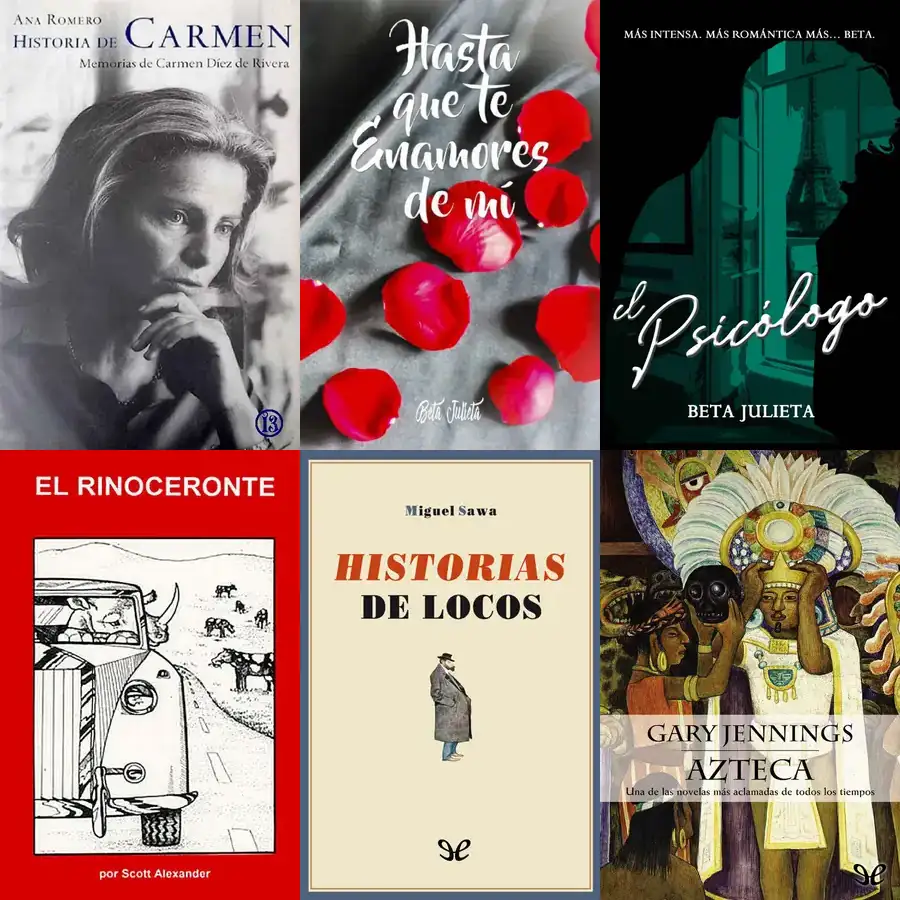 ANA ROMERO
HISTORIA DE CARMEN
Memorias de Carmen Díez de Rivera
13
Hasta
que te
Enamores
de mí
Beta Julieta
MÁS INTENSA. MÁS ROMÁNTICA MÁS... BETA.
el
Psicólogo
BETA JULIETA
EL RINOCERONTE
por Scott Alexander
Miguel Sawa
HISTORIAS
DE LOCOS
GARY JENNINGS
AZTECA
Una de las novelas más aclamadas de todos los tiempos